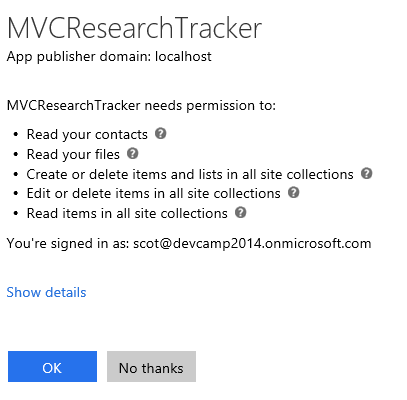 MVCResearchTracker
App publisher domain: localhost
MVCResearchTracker needs permission to:
• Read your contacts ?
• Read your files ?
• Create or delete items and lists in all site collections ?
• Edit or delete items in all site collections ?
• Read items in all site collections ?
You're signed in as: scot@devcamp2014.onmicrosoft.com
Show details
OK No thanks